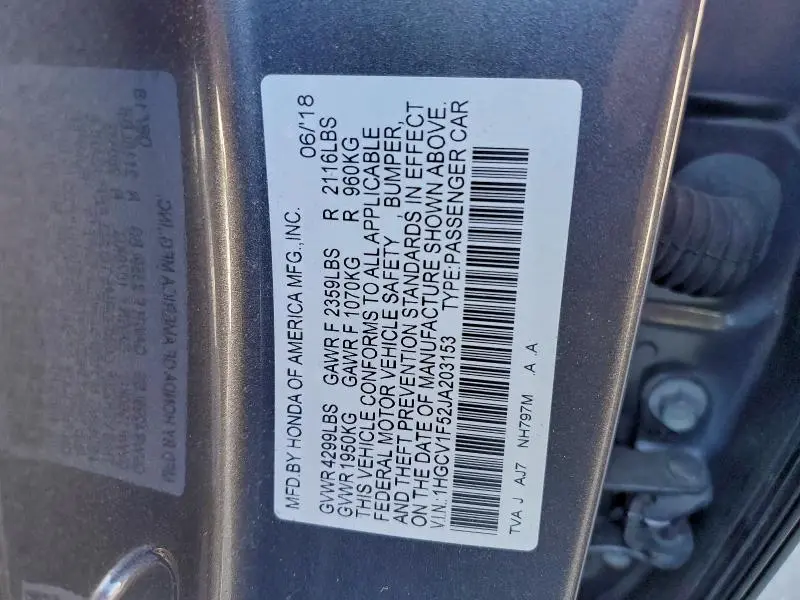 MFD.BY HONDA OF AMERICA MFG.,INC. 06/'18
GVWR 4299LBS GAWR F 2359LBS R 2116LBS
GVWR 1950KG GAWR F 1070KG R 960KG
THIS VEHICLE CONFORMS TO ALL APPLICABLE
FEDERAL MOTOR VEHICLE SAFETY , BUMPER,
AND THEFT PREVENTION STANDARDS IN EFFECT
ON THE DATE OF MANUFACTURE SHOWN ABOVE.
V.I.N.:1HGCV1F52JA203153 TYPE:PASSENGER CAR
TVA J AJ7 NH797M .A .A